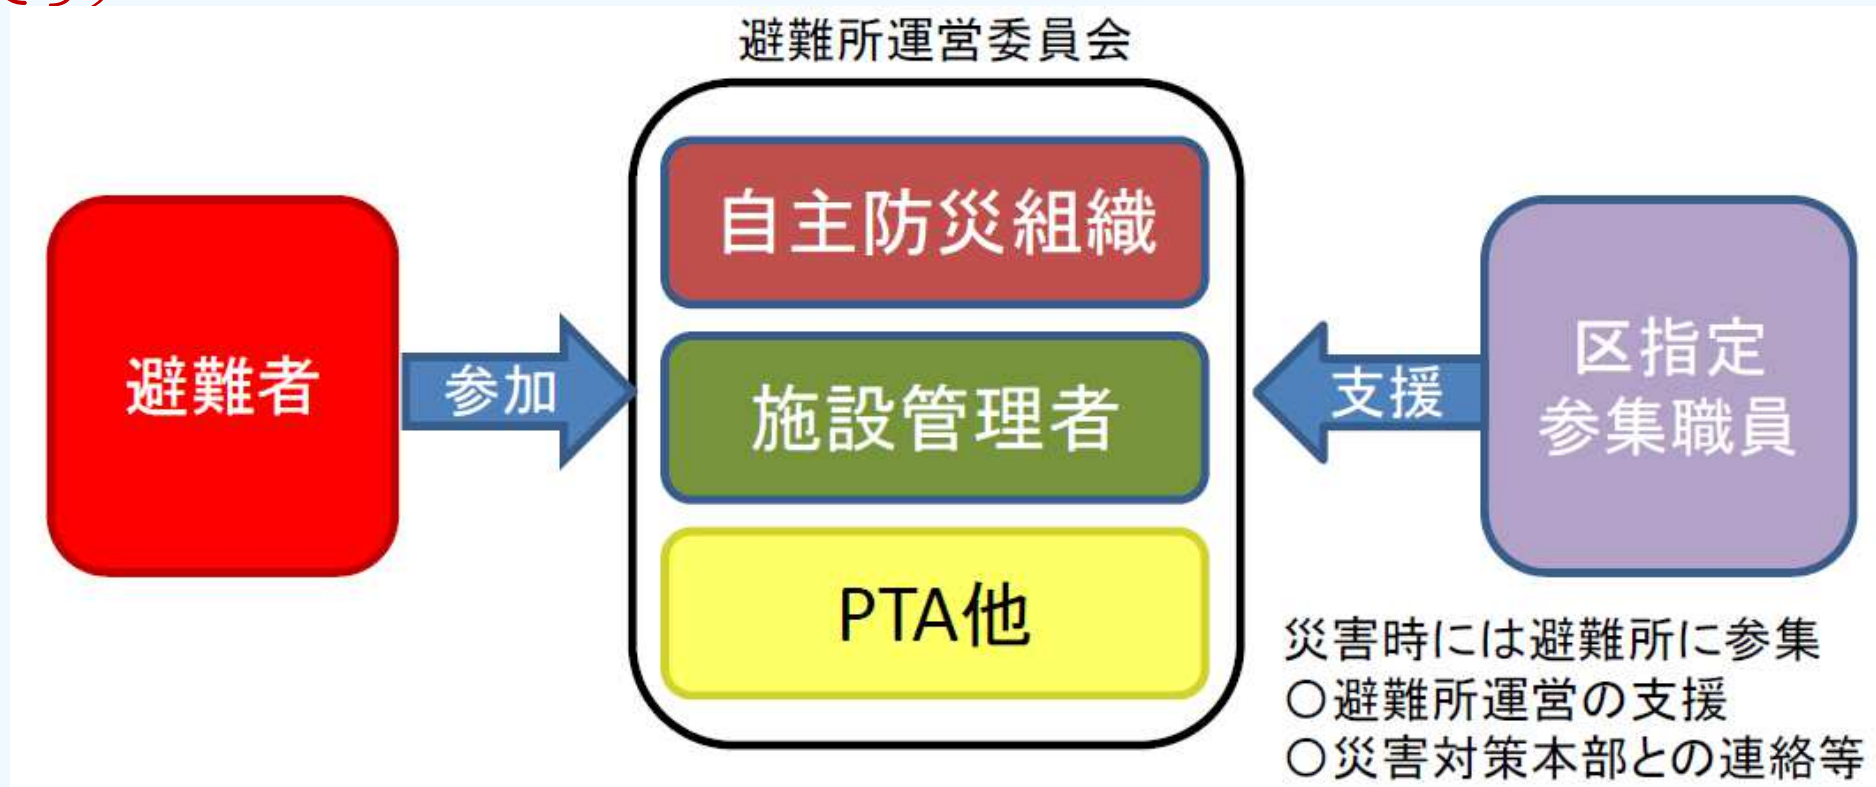 避難所運営委員会
自主防災組織
避難者
参加
施設管理者
支援
区指定
参集職員
PTA他
災害時には避難所に参集
○避難所運営の支援
○災害対策本部との連絡等